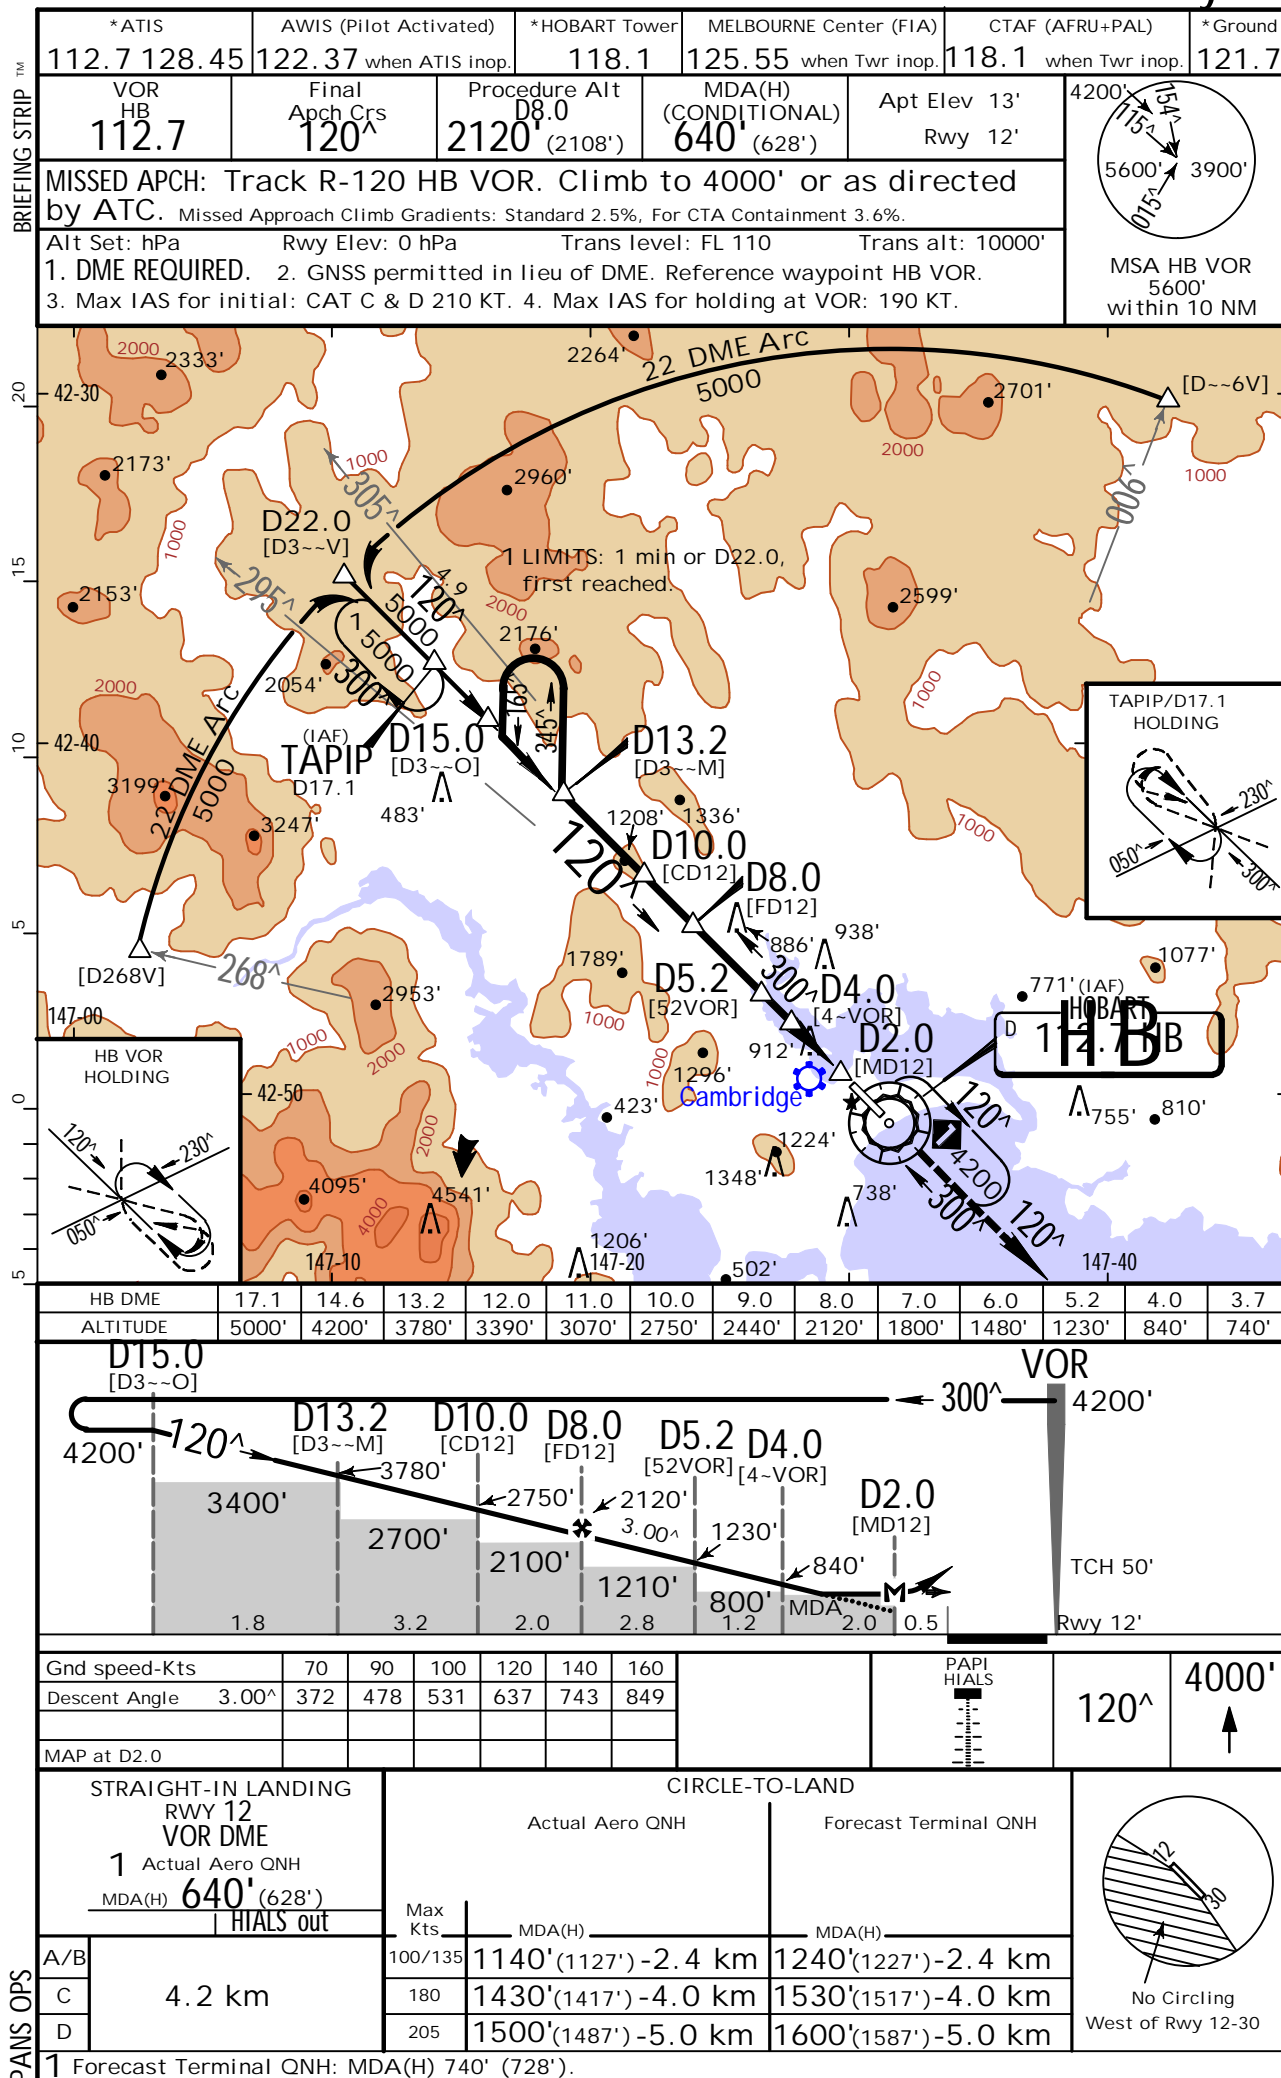 *ATIS
112.7 128.45
AWIS (Pilot Activated)
122.37 when ATIS inop.
*HOBART Tower
118.1
MELBOURNE Center (FIA)
125.55 when Twr inop.
CTAF (AFRU+PAL)
118.1 when Twr inop.
*Ground
121.7
BRIEFING STRIP TM
VOR
HB
112.7
Final
Apch Crs
120^
Procedure Alt
D8.0
2120' (2108')
MDA(H)
(CONDITIONAL)
640' (628')
Apt Elev 13'
Rwy 12'
MISSED APCH: Track R-120 HB VOR. Climb to 4000' or as directed
by ATC. Missed Approach Climb Gradients: Standard 2.5%, For CTA Containment 3.6%.
Alt Set: hPa Rwy Elev: 0 hPa Trans level: FL 110 Trans alt: 10000'
1. DME REQUIRED. 2. GNSS permitted in lieu of DME. Reference waypoint HB VOR.
3. Max IAS for initial: CAT C & D 210 KT. 4. Max IAS for holding at VOR: 190 KT.
4200'
154^
115^
5600' 3900'
015^
MSA HB VOR
5600'
within 10 NM
2000
2333'
2264'
22 DME Arc
5000
42-30
2701'
[D~~6V]
20
2000
1000
2173'
1000
2960'
305^
006^
1000
D22.0
[D3~~V]
1 LIMITS: 1 min or D22.0,
first reached.
15
2153'
295^
4.9
120^
5000
2000
2599'
1 5000
2176'
300^
2054'
2000
165^
345^
1000
TAPIP/D17.1
HOLDING
230^
050^
300^
10
42-40
22 DME Arc
5000
(IAF)
TAPIP
D17.1
D15.0
[D3~~O]
D13.2
[D3~~M]
3199'
483'
3247'
1208'
1336'
1000
120^
D10.0
[CD12]
D8.0
[FD12]
5
886'
938'
[D268V]
268^
1789'
300^
1077'
2953'
D5.2
[52VOR]
D4.0
[4~VOR]
771' (IAF)
HOBART
D
112.7 HB
HB
147-00
1000
1000
2000
912'
D2.0
[MD12]
HB VOR
HOLDING
120^
230^
050^
42-50
0
1000
1296'
Cambridge
423'
755'
810'
120^
4200
300^
120^
2000
1224'
1348'
4095'
4541'
738'
4000
1206'
5
147-10
147-20
502'
147-40
HB DME 17.1 14.6 13.2 12.0 11.0 10.0 9.0 8.0 7.0 6.0 5.2 4.0 3.7
ALTITUDE 5000' 4200' 3780' 3390' 3070' 2750' 2440' 2120' 1800' 1480' 1230' 840' 740'
D15.0
[D3~~O]
VOR
300^
4200'
4200'
120^
D13.2
[D3~~M]
D10.0
[CD12]
D8.0
[FD12]
D5.2
[52VOR]
D4.0
[4~VOR]
D2.0
[MD12]
3780'
2750'
2120'
3.00^
1230'
840'
3400'
2700'
2100'
1210'
800'
MDA
M
TCH 50'
1.8 3.2 2.0 2.8 1.2 2.0 0.5
Rwy 12'
Gnd speed-Kts 70 90 100 120 140 160
Descent Angle 3.00^ 372 478 531 637 743 849
MAP at D2.0
PAPI
HIALS
120^
4000'
STRAIGHT-IN LANDING
RWY 12
VOR DME
1 Actual Aero QNH
MDA(H) 640' (628')
HIALS out
CIRCLE-TO-LAND
Actual Aero QNH
Forecast Terminal QNH
Max
Kts
MDA(H)
MDA(H)
A/B
C
D
4.2 km
100/135 1140'(1127')-2.4 km 1240'(1227')-2.4 km
180 1430'(1417')-4.0 km 1530'(1517')-4.0 km
205 1500'(1487')-5.0 km 1600'(1587')-5.0 km
12
30
No Circling
West of Rwy 12-30
PANS OPS
1 Forecast Terminal QNH: MDA(H) 740' (728').